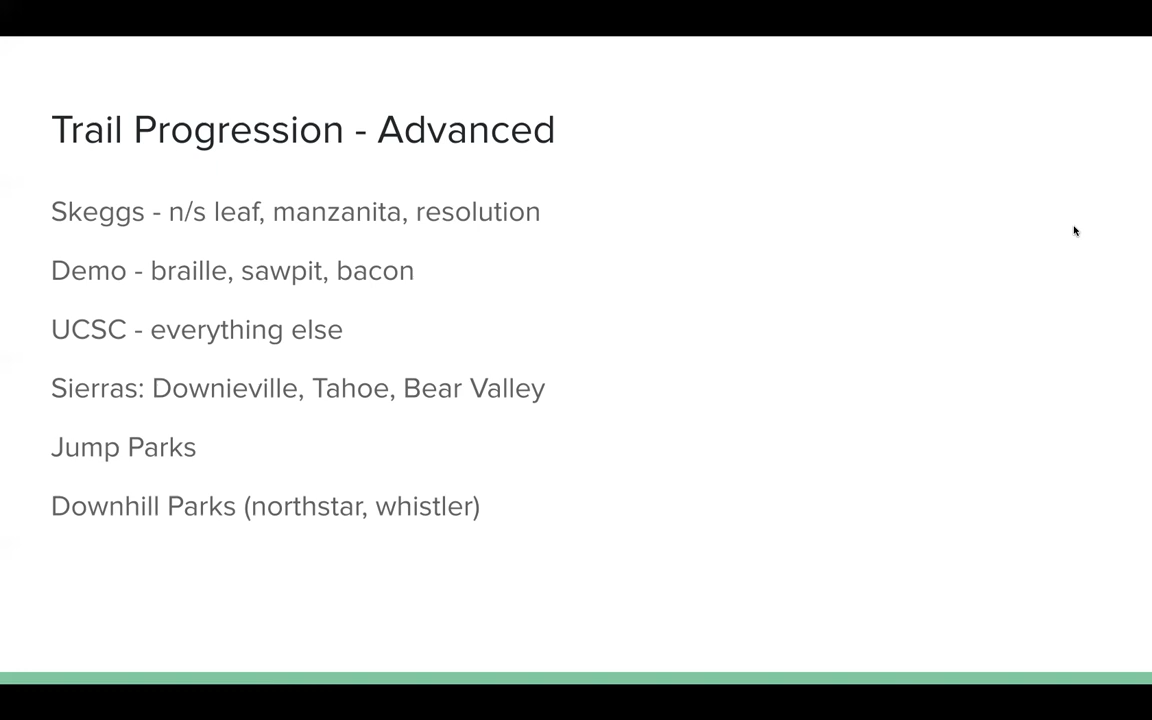 Trail Progression - Advanced
Skeggs - n/s leaf, manzanita, resolution
Demo - braille, sawpit, bacon
UCSC - everything else
Sierras: Downieville, Tahoe, Bear Valley
Jump Parks
Downhill Parks (northstar, whistler)